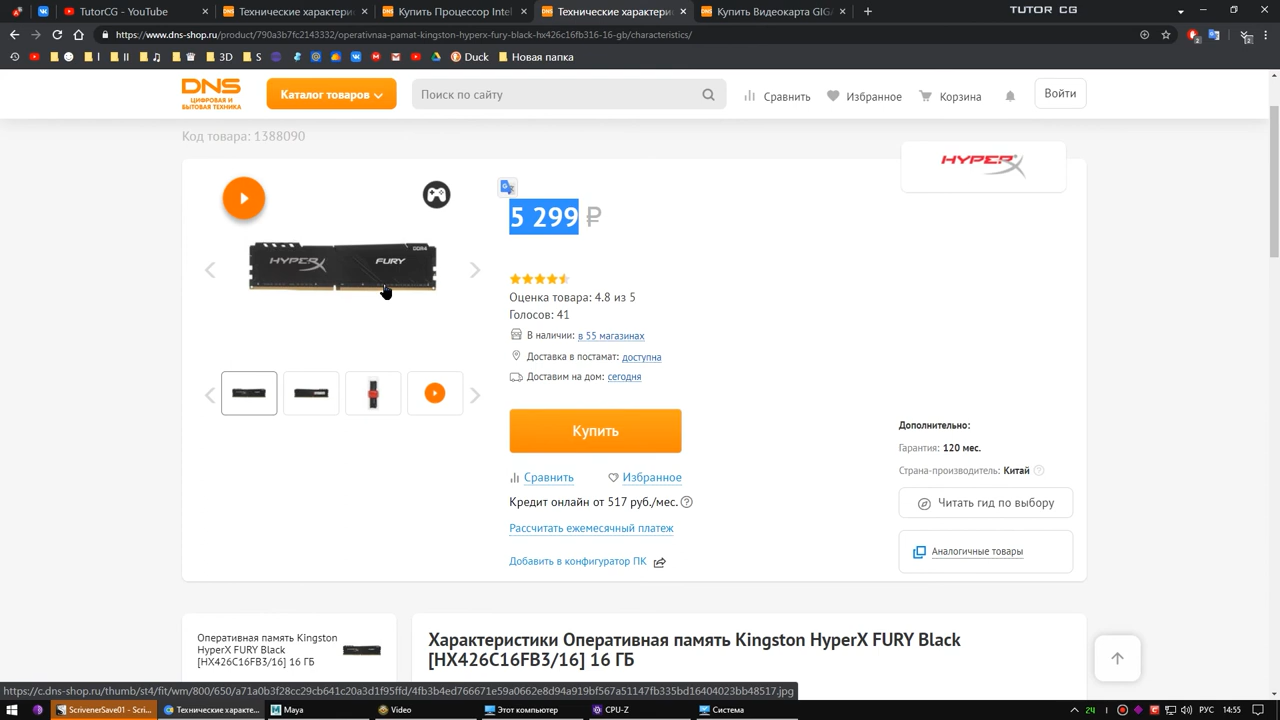 TutorCG - YouTube
Технические характери
Купить Процессор Intel
Технические характери
Купить Видеокарта GIGA
TUTOR CG
https://www.dns-shop.ru/product/790a3b7fc2143332/operativnaa-pamat-kingston-hyperx-fury-black-hx426c16fb316-16-gb/characteristics/
I
II
3D
S
Duck
Новая папка
DNS
ЦИФРОВАЯ И
БЫТОВАЯ ТЕХНИКА
Каталог товаров
Поиск по сайту
Сравнить
Избранное
Корзина
Войти
Код товара: 1388090
HYPERX
5 299 ₽
HYPERX FURY DDR4
Оценка товара: 4.8 из 5
Голосов: 41
В наличии: в 55 магазинах
Доставка в постамат: доступна
Доставим на дом: сегодня
Купить
Сравнить
Избранное
Кредит онлайн от 517 руб./мес.
Рассчитать ежемесячный платеж
Добавить в конфигуратор ПК
Дополнительно:
Гарантия: 120 мес.
Страна-производитель: Китай
Читать гид по выбору
Аналогичные товары
Оперативная память Kingston
HyperX FURY Black
[HX426C16FB3/16] 16 ГБ
Характеристики Оперативная память Kingston HyperX FURY Black
[HX426C16FB3/16] 16 ГБ
https://c.dns-shop.ru/thumb/st4/fit/wm/800/650/a71a0b3f28cc29cb641c20a3d1f95ffd/4fb3b4ed766671e59a0662e8d94a919bf567a51147fb335bd16404023bb48517.jpg
ScrivenerSave01 - Scri...
Технические характе...
Maya
Video
Этот компьютер
CPU-Z
Система
РУС
14:55